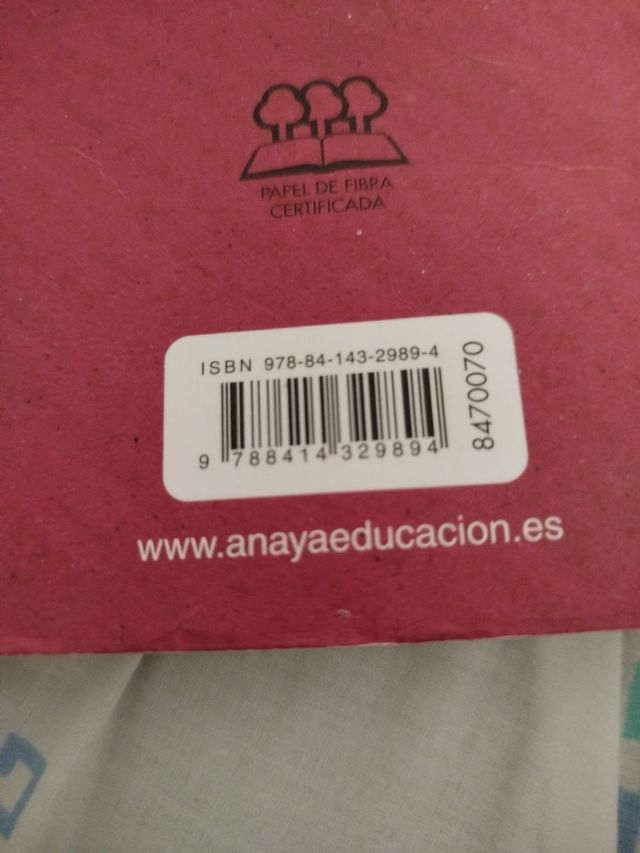 PAPEL DE FIBRA
CERTIFICADA
ISBN 978-84-143-2989-4
9 788414 329894
8470070
www.anayaeducacion.es